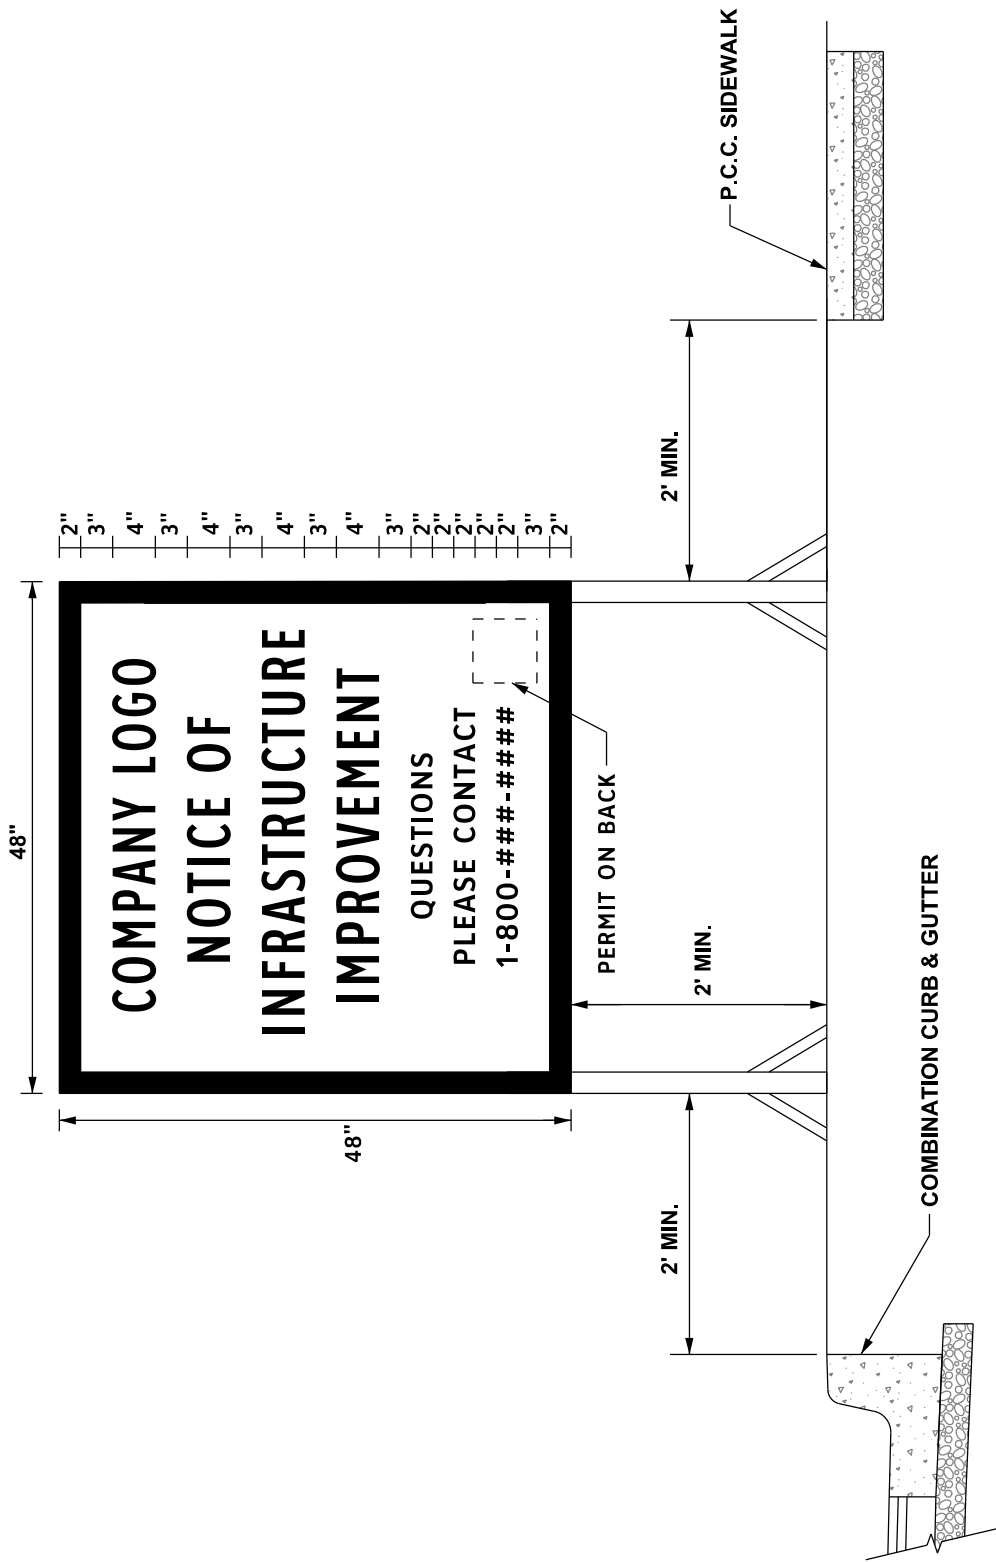 48"
48"
COMPANY LOGO
NOTICE OF
INFRASTRUCTURE
IMPROVEMENT
QUESTIONS
PLEASE CONTACT
1-800-###-####
2"
3"
4"
3"
4"
3"
4"
3"
4"
3"
2"
2"
2"
2"
2"
3"
2"
PERMIT ON BACK
2' MIN.
2' MIN.
2' MIN.
P.C.C. SIDEWALK
COMBINATION CURB & GUTTER